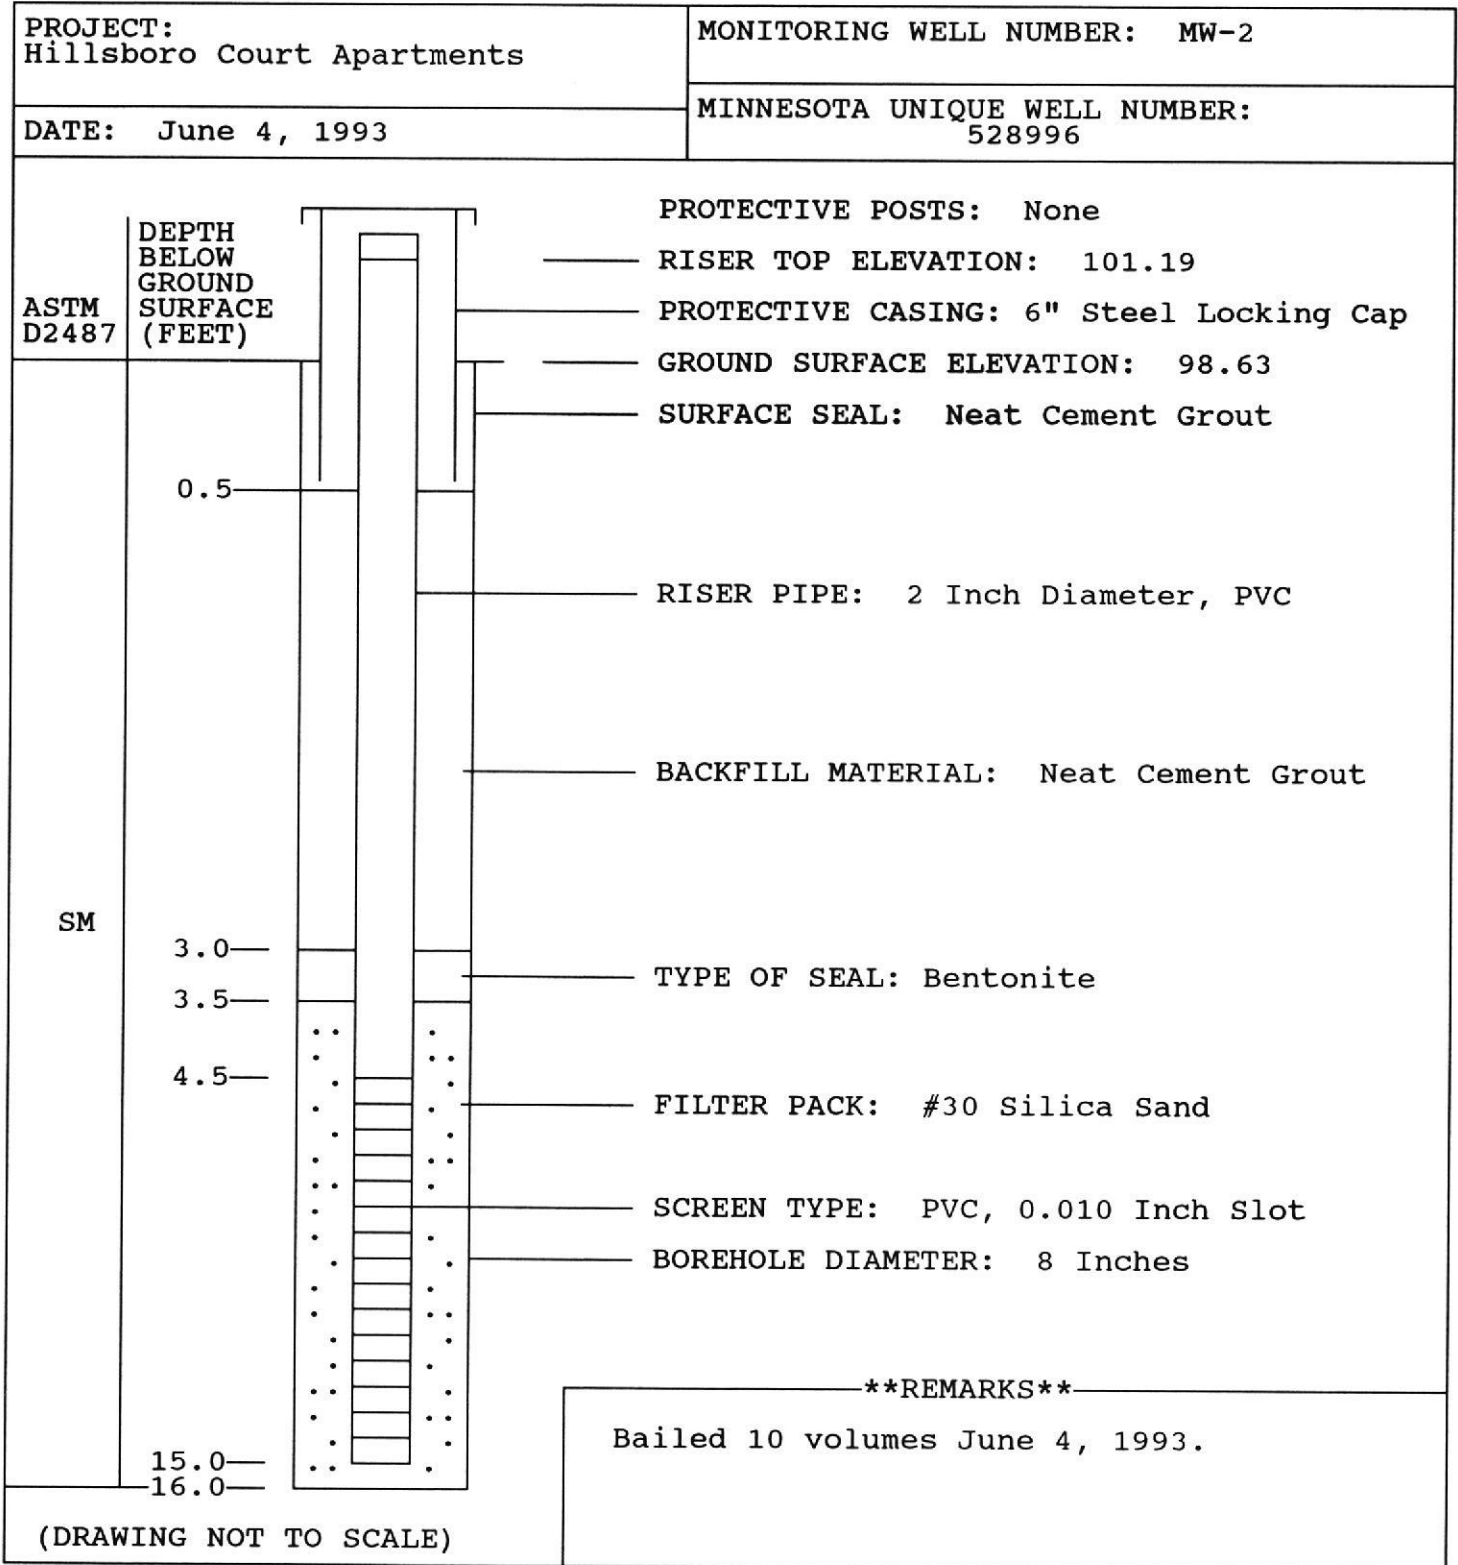 PROJECT:
Hillsboro Court Apartments
MONITORING WELL NUMBER: MW-2
DATE: June 4, 1993
MINNESOTA UNIQUE WELL NUMBER:
528996
ASTM
D2487
DEPTH
BELOW
GROUND
SURFACE
(FEET)
PROTECTIVE POSTS: None
RISER TOP ELEVATION: 101.19
PROTECTIVE CASING: 6" Steel Locking Cap
GROUND SURFACE ELEVATION: 98.63
SURFACE SEAL: Neat Cement Grout
0.5
RISER PIPE: 2 Inch Diameter, PVC
BACKFILL MATERIAL: Neat Cement Grout
SM
3.0
TYPE OF SEAL: Bentonite
3.5
4.5
FILTER PACK: #30 Silica Sand
SCREEN TYPE: PVC, 0.010 Inch Slot
BOREHOLE DIAMETER: 8 Inches
**REMARKS**
Bailed 10 volumes June 4, 1993.
15.0
16.0
(DRAWING NOT TO SCALE)